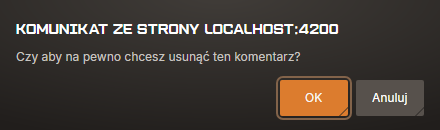 KOMUNIKAT ZE STRONY LOCALHOST:4200
Czy aby na pewno chcesz usunąć ten komentarz?
OK
Anuluj